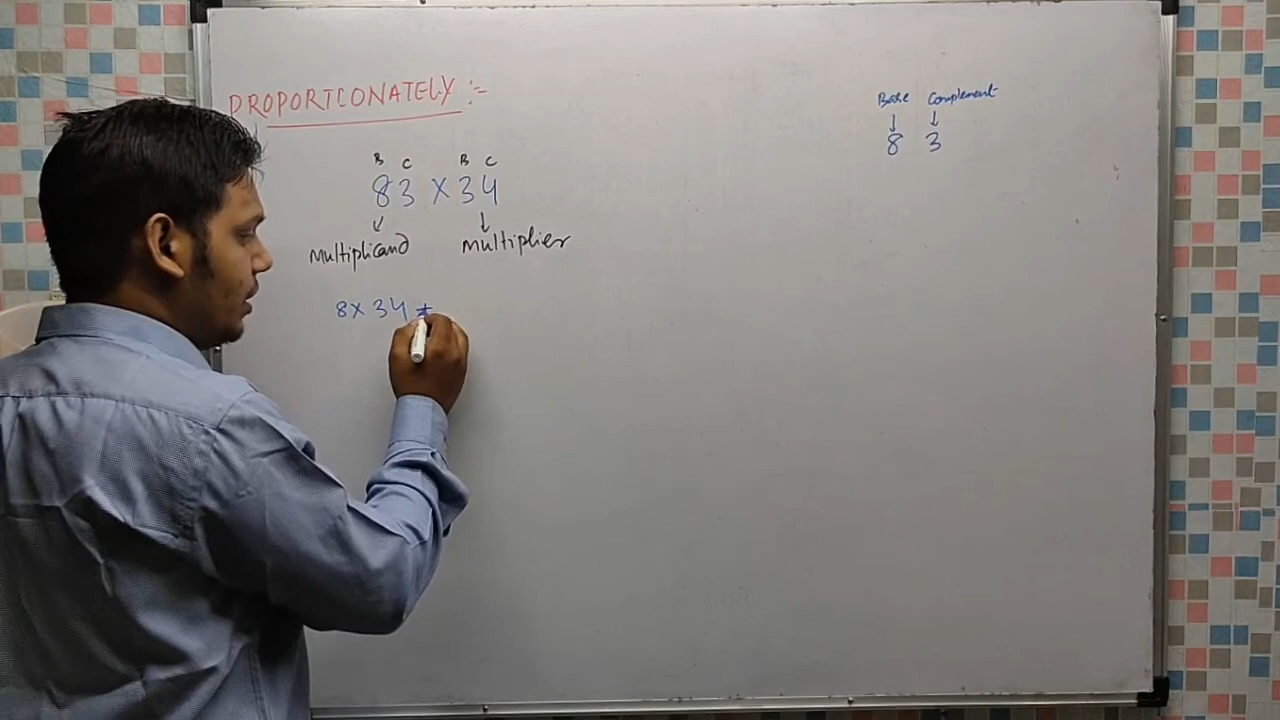 PROPORTIONATELY :-
Base Complement
↓ ↓
8 3
B C B C
83 X 34
↙ ↓
multiplicand multiplier
8 X 34 +